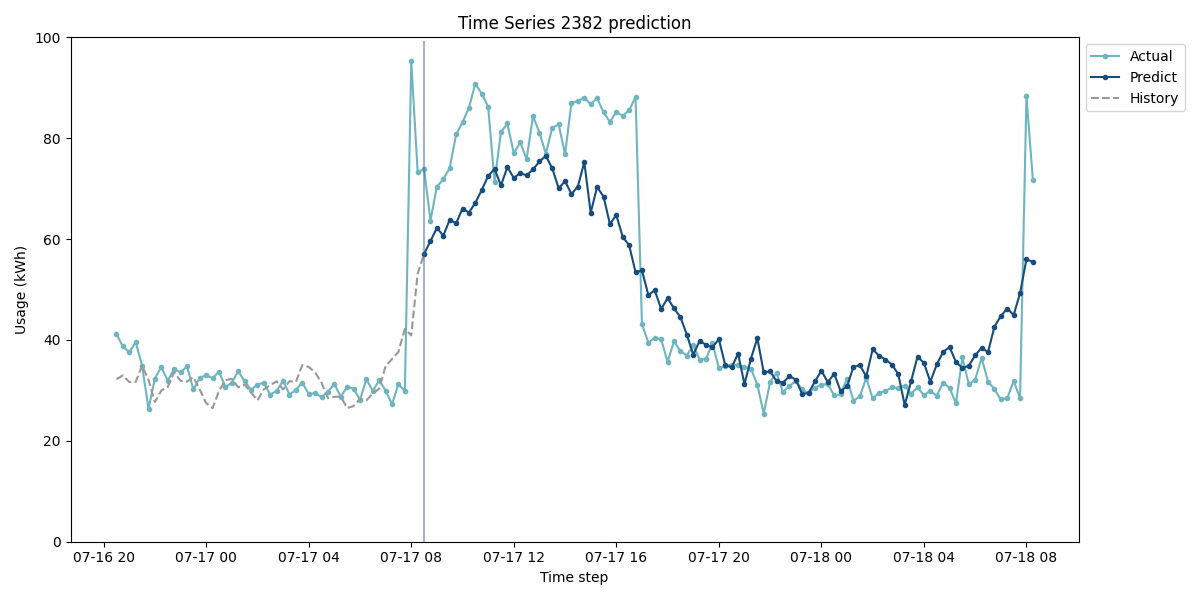 Time Series 2382 prediction
100
80
60
40
20
0
Usage (kWh)
07-16 20
07-17 00
07-17 04
07-17 08
07-17 12
07-17 16
07-17 20
07-18 00
07-18 04
07-18 08
Time step
Actual
Predict
History